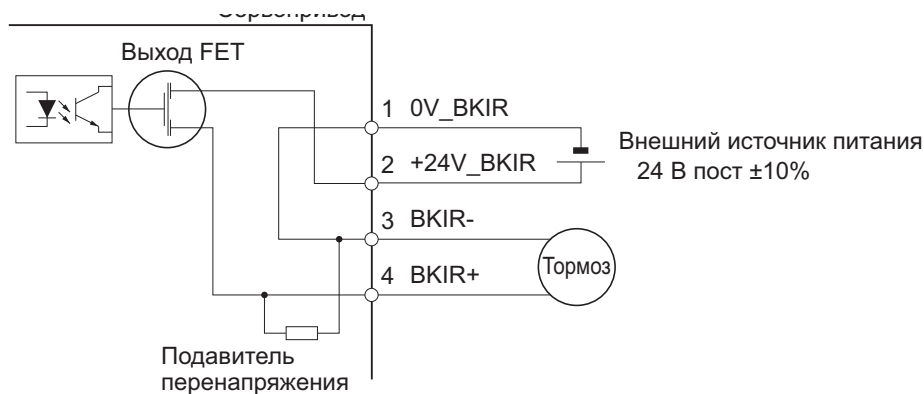 Сервопривод
Выход FET
1 0V_BKIR
2 +24V_BKIR
Внешний источник питания
24 В пост ±10%
3 BKIR-
4 BKIR+
Тормоз
Подавитель
перенапряжения